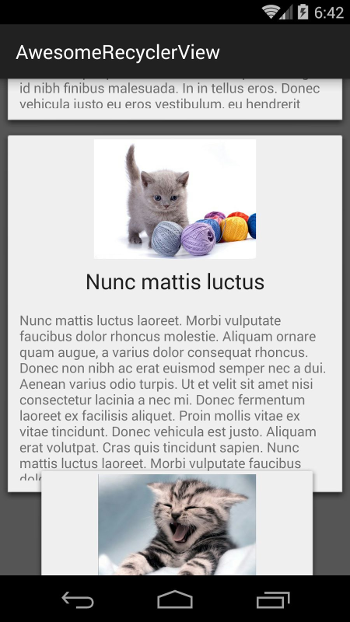 6:42
AwesomeRecyclerView
id nibh finibus malesuada. In in tellus eros. Donec
vehicula justo eu eros vestibulum, eu hendrerit
Nunc mattis luctus
Nunc mattis luctus laoreet. Morbi vulputate
faucibus dolor rhoncus molestie. Aliquam ornare
quam augue, a varius dolor consequat rhoncus.
Donec non nibh ac erat euismod semper nec a dui.
Aenean varius odio turpis. Ut et velit sit amet nisi
consectetur lacinia a nec mi. Donec fermentum
laoreet ex facilisis aliquet. Proin mollis vitae ex
vitae tincidunt. Donec vehicula est justo. Aliquam
erat volutpat. Cras quis tincidunt sapien. Nunc
mattis luctus laoreet. Morbi vulputate faucibus